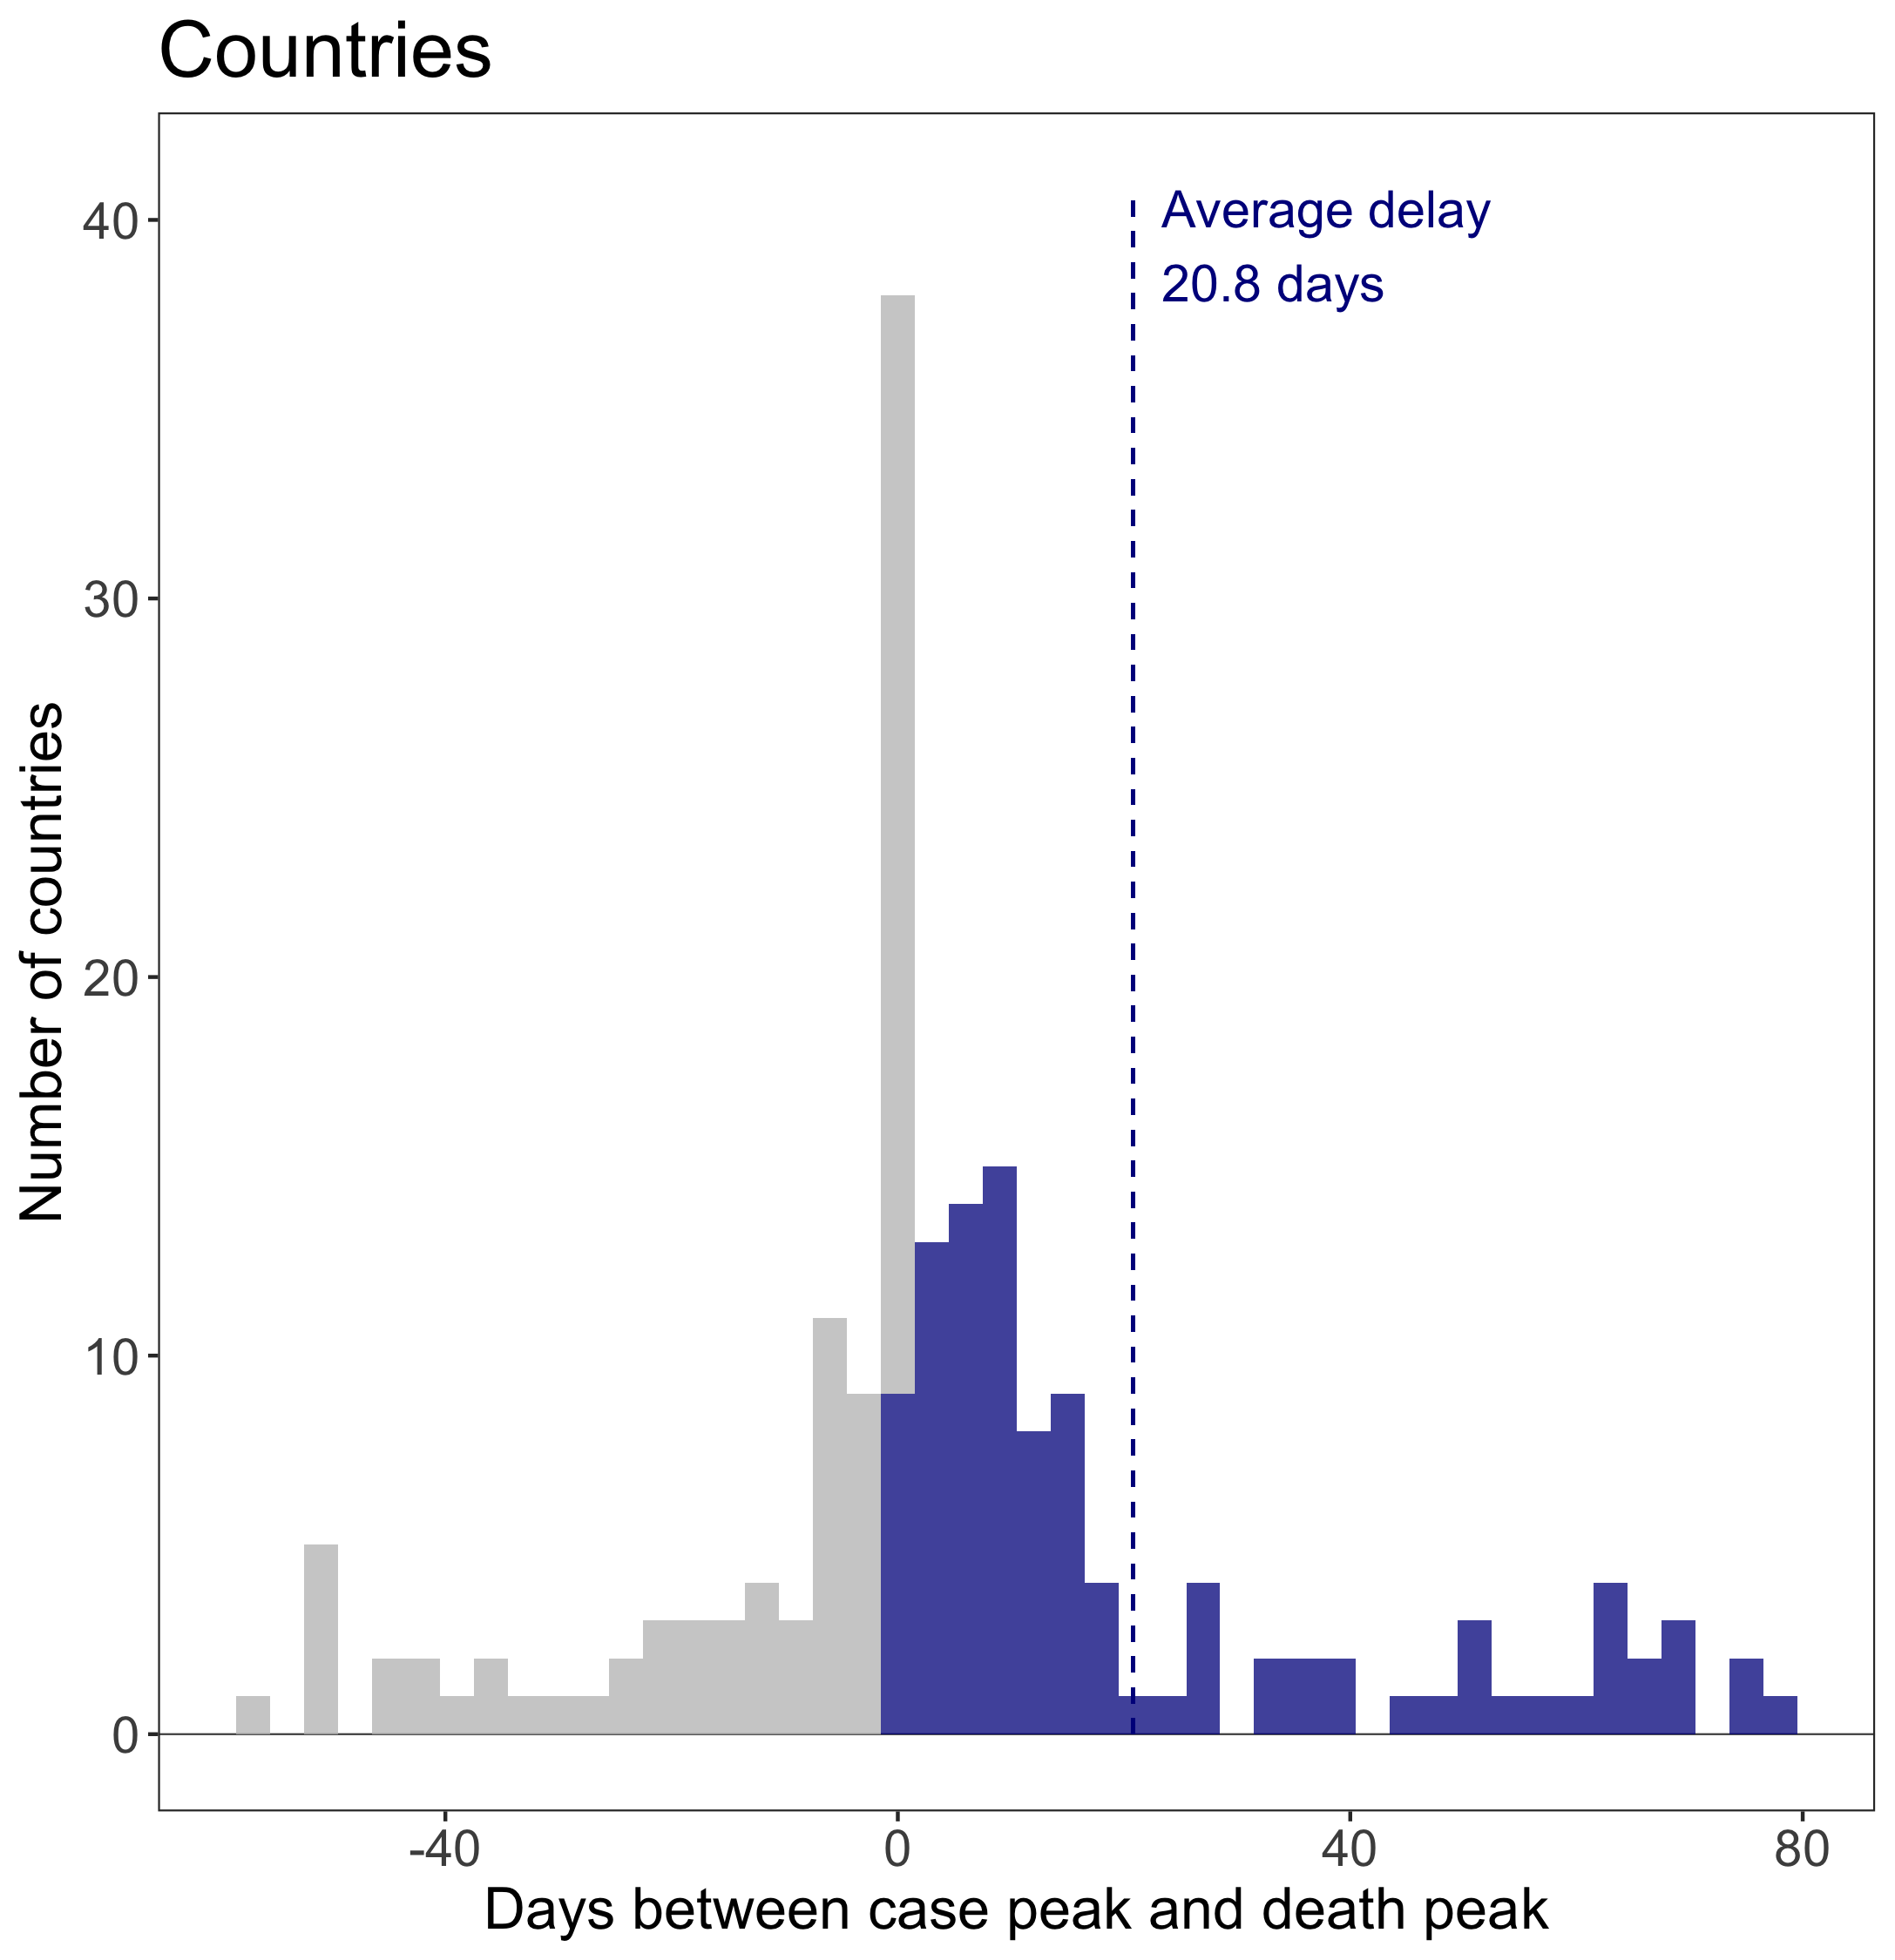 Countries
Average delay
20.8 days
40
30
20
10
0
Number of countries
-40
0
40
80
Days between case peak and death peak